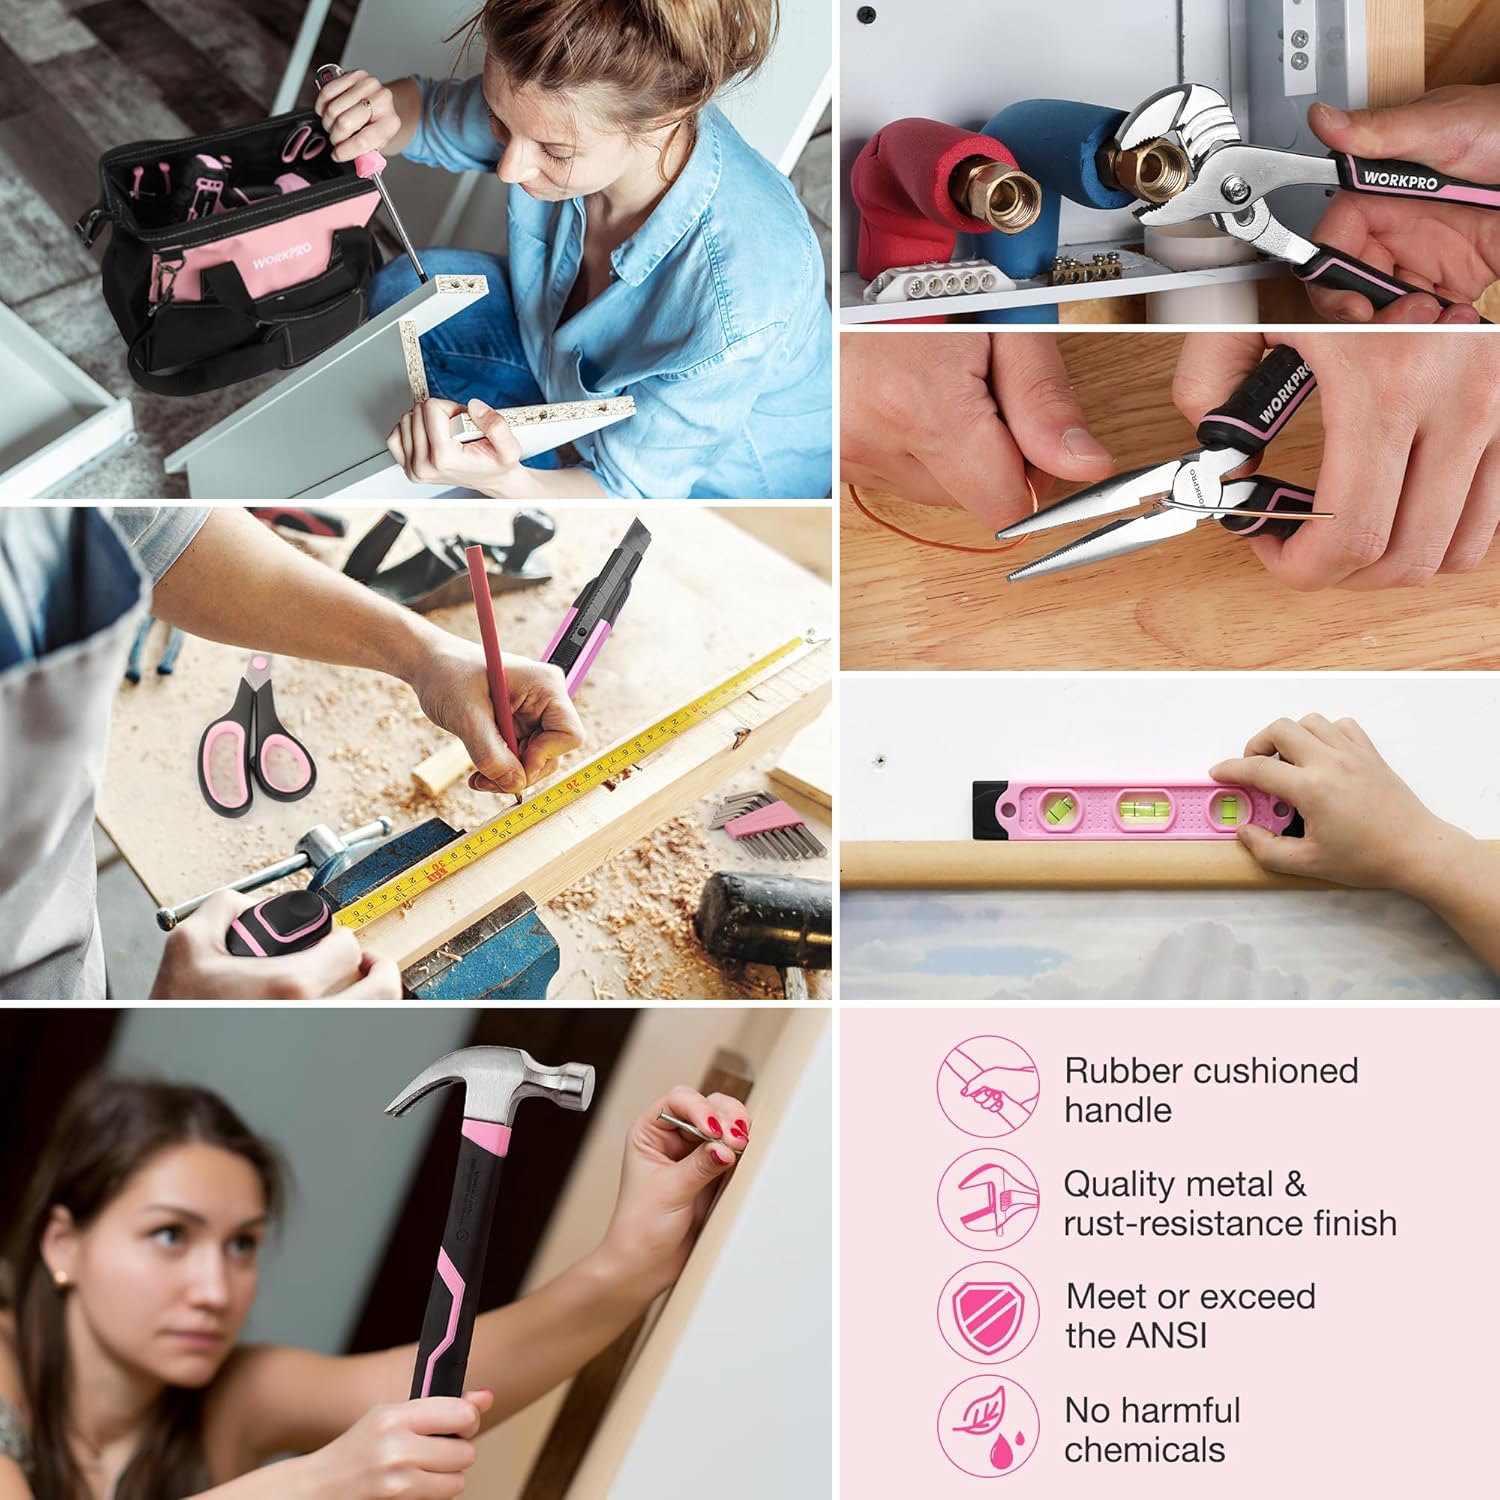 WORKPRO
WORKPRO
WORKPRO
WORKPRO
Rubber cushioned
handle
Quality metal &
rust-resistance finish
Meet or exceed
the ANSI
No harmful
chemicals